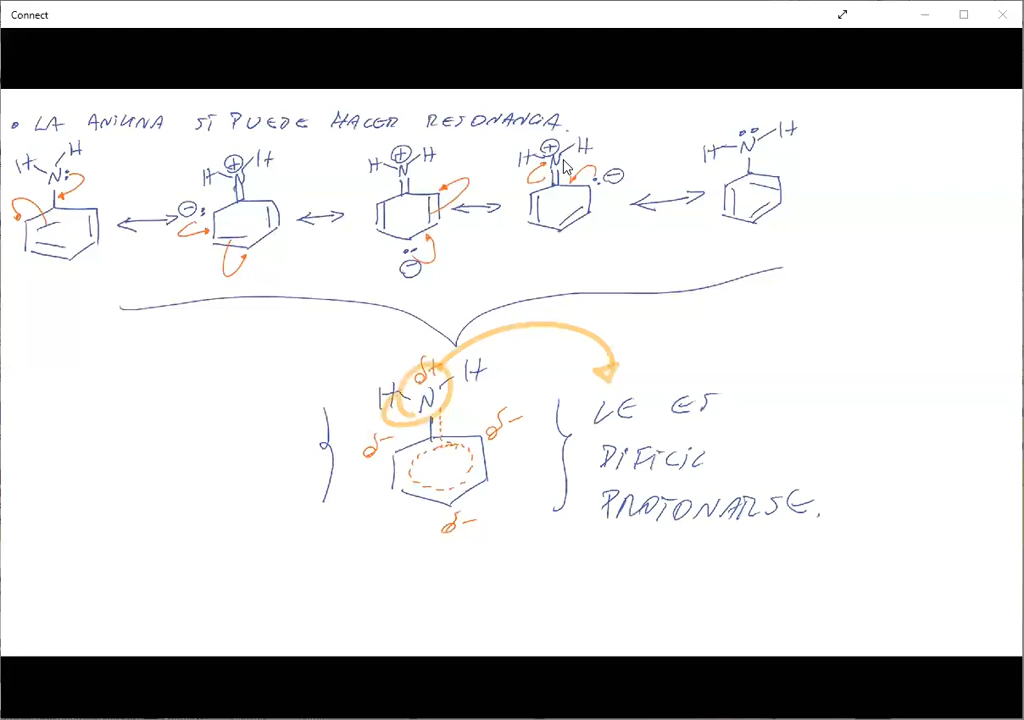 Connect
• LA ANILINA SI PUEDE HACER RESONANCIA.
H N H ⊕ H N H H ⊕ N H H ⊕ N H H N H
⊖ ⊖ ⊖
δ+
H N H
δ- δ-
δ-
LE ES
DIFICIL
PROTONARSE.